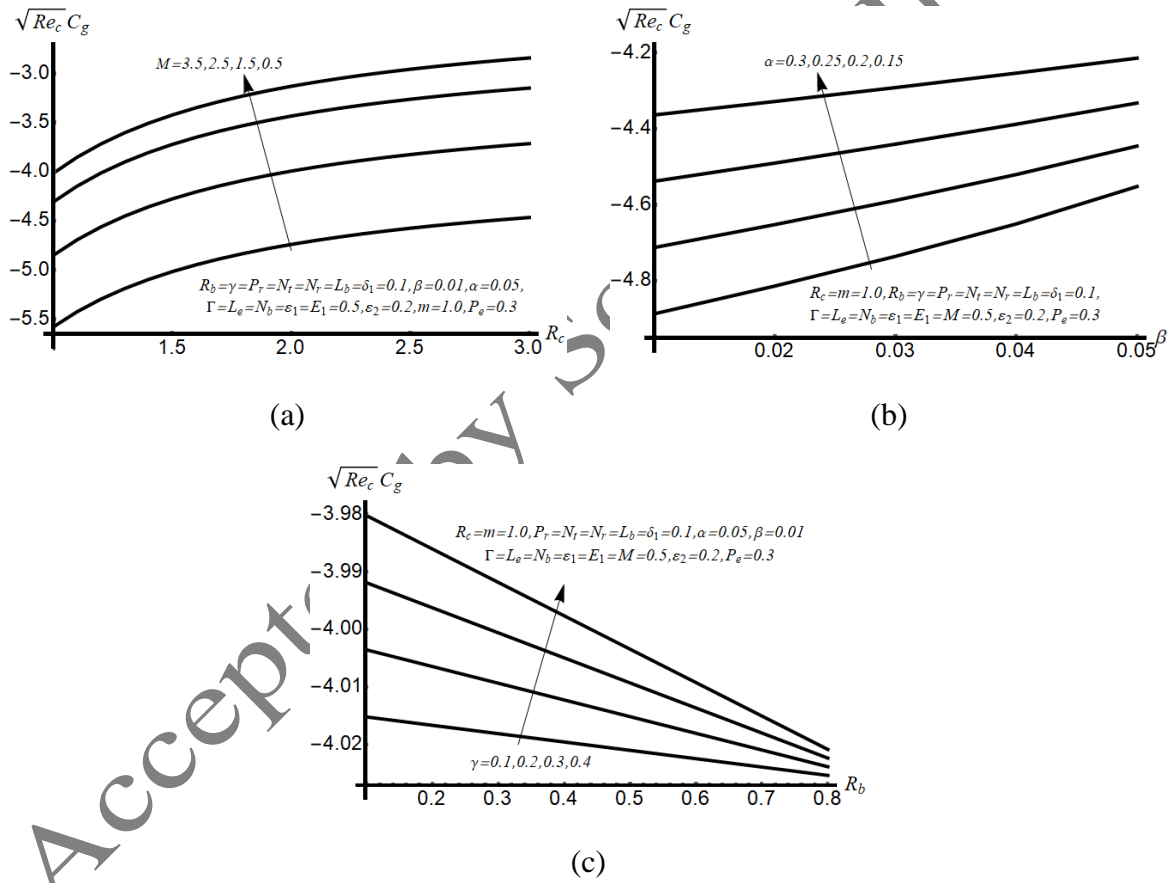 √Re_c C_g
−3.0
−3.5
−4.0
−4.5
−5.0
−5.5
M=3.5,2.5,1.5,0.5
R_b=γ=P_r=N_t=N_r=L_b=δ_1=0.1,β=0.01,α=0.05,
Γ=L_e=N_b=ε_1=E_1=0.5,ε_2=0.2,m=1.0,P_e=0.3
1.5 2.0 2.5 3.0 R_c
(a)
√Re_c C_g
−4.2
−4.4
−4.6
−4.8
α=0.3,0.25,0.2,0.15
R_c=m=1.0,R_b=γ=P_r=N_t=N_r=L_b=δ_1=0.1,
Γ=L_e=N_b=ε_1=E_1=M=0.5,ε_2=0.2,P_e=0.3
0.02 0.03 0.04 0.05 β
(b)
√Re_c C_g
−3.98
−3.99
−4.00
−4.01
−4.02
R_c=m=1.0,P_r=N_t=N_r=L_b=δ_1=0.1,α=0.05,β=0.01
Γ=L_e=N_b=ε_1=E_1=M=0.5,ε_2=0.2,P_e=0.3
γ=0.1,0.2,0.3,0.4
0.2 0.3 0.4 0.5 0.6 0.7 0.8 R_b
(c)